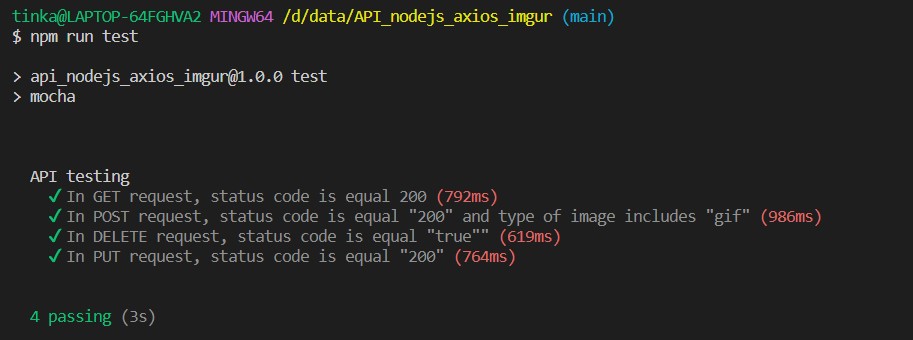 tinka@LAPTOP-64FGHVA2 MINGW64 /d/data/API_nodejs_axios_imgur (main)
$ npm run test
> api_nodejs_axios_imgur@1.0.0 test
> mocha
API testing
✓ In GET request, status code is equal 200 (792ms)
✓ In POST request, status code is equal "200" and type of image includes "gif" (986ms)
✓ In DELETE request, status code is equal "true"" (619ms)
✓ In PUT request, status code is equal "200" (764ms)
4 passing (3s)